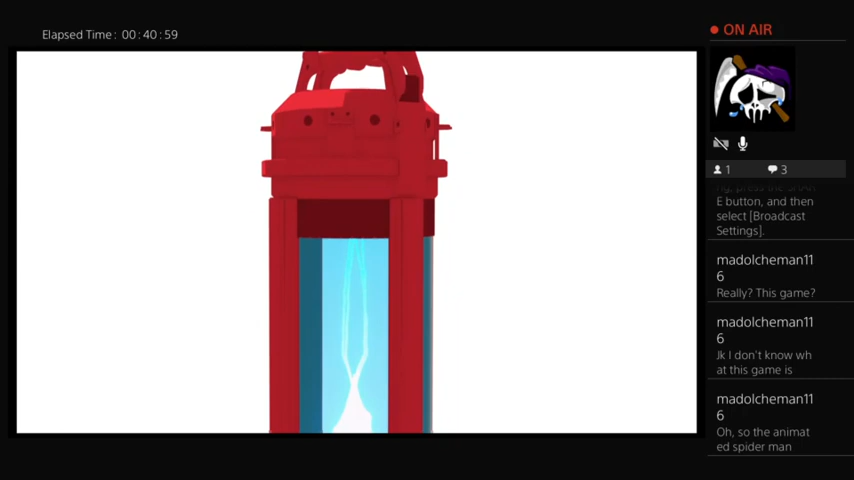 Elapsed Time: 00:40:59
ON AIR
1 3
E button, and then
select [Broadcast
Settings].
madolcheman11
6
Really? This game?
madolcheman11
6
Jk I don't know wh
at this game is
madolcheman11
6
Oh, so the animat
ed spider man